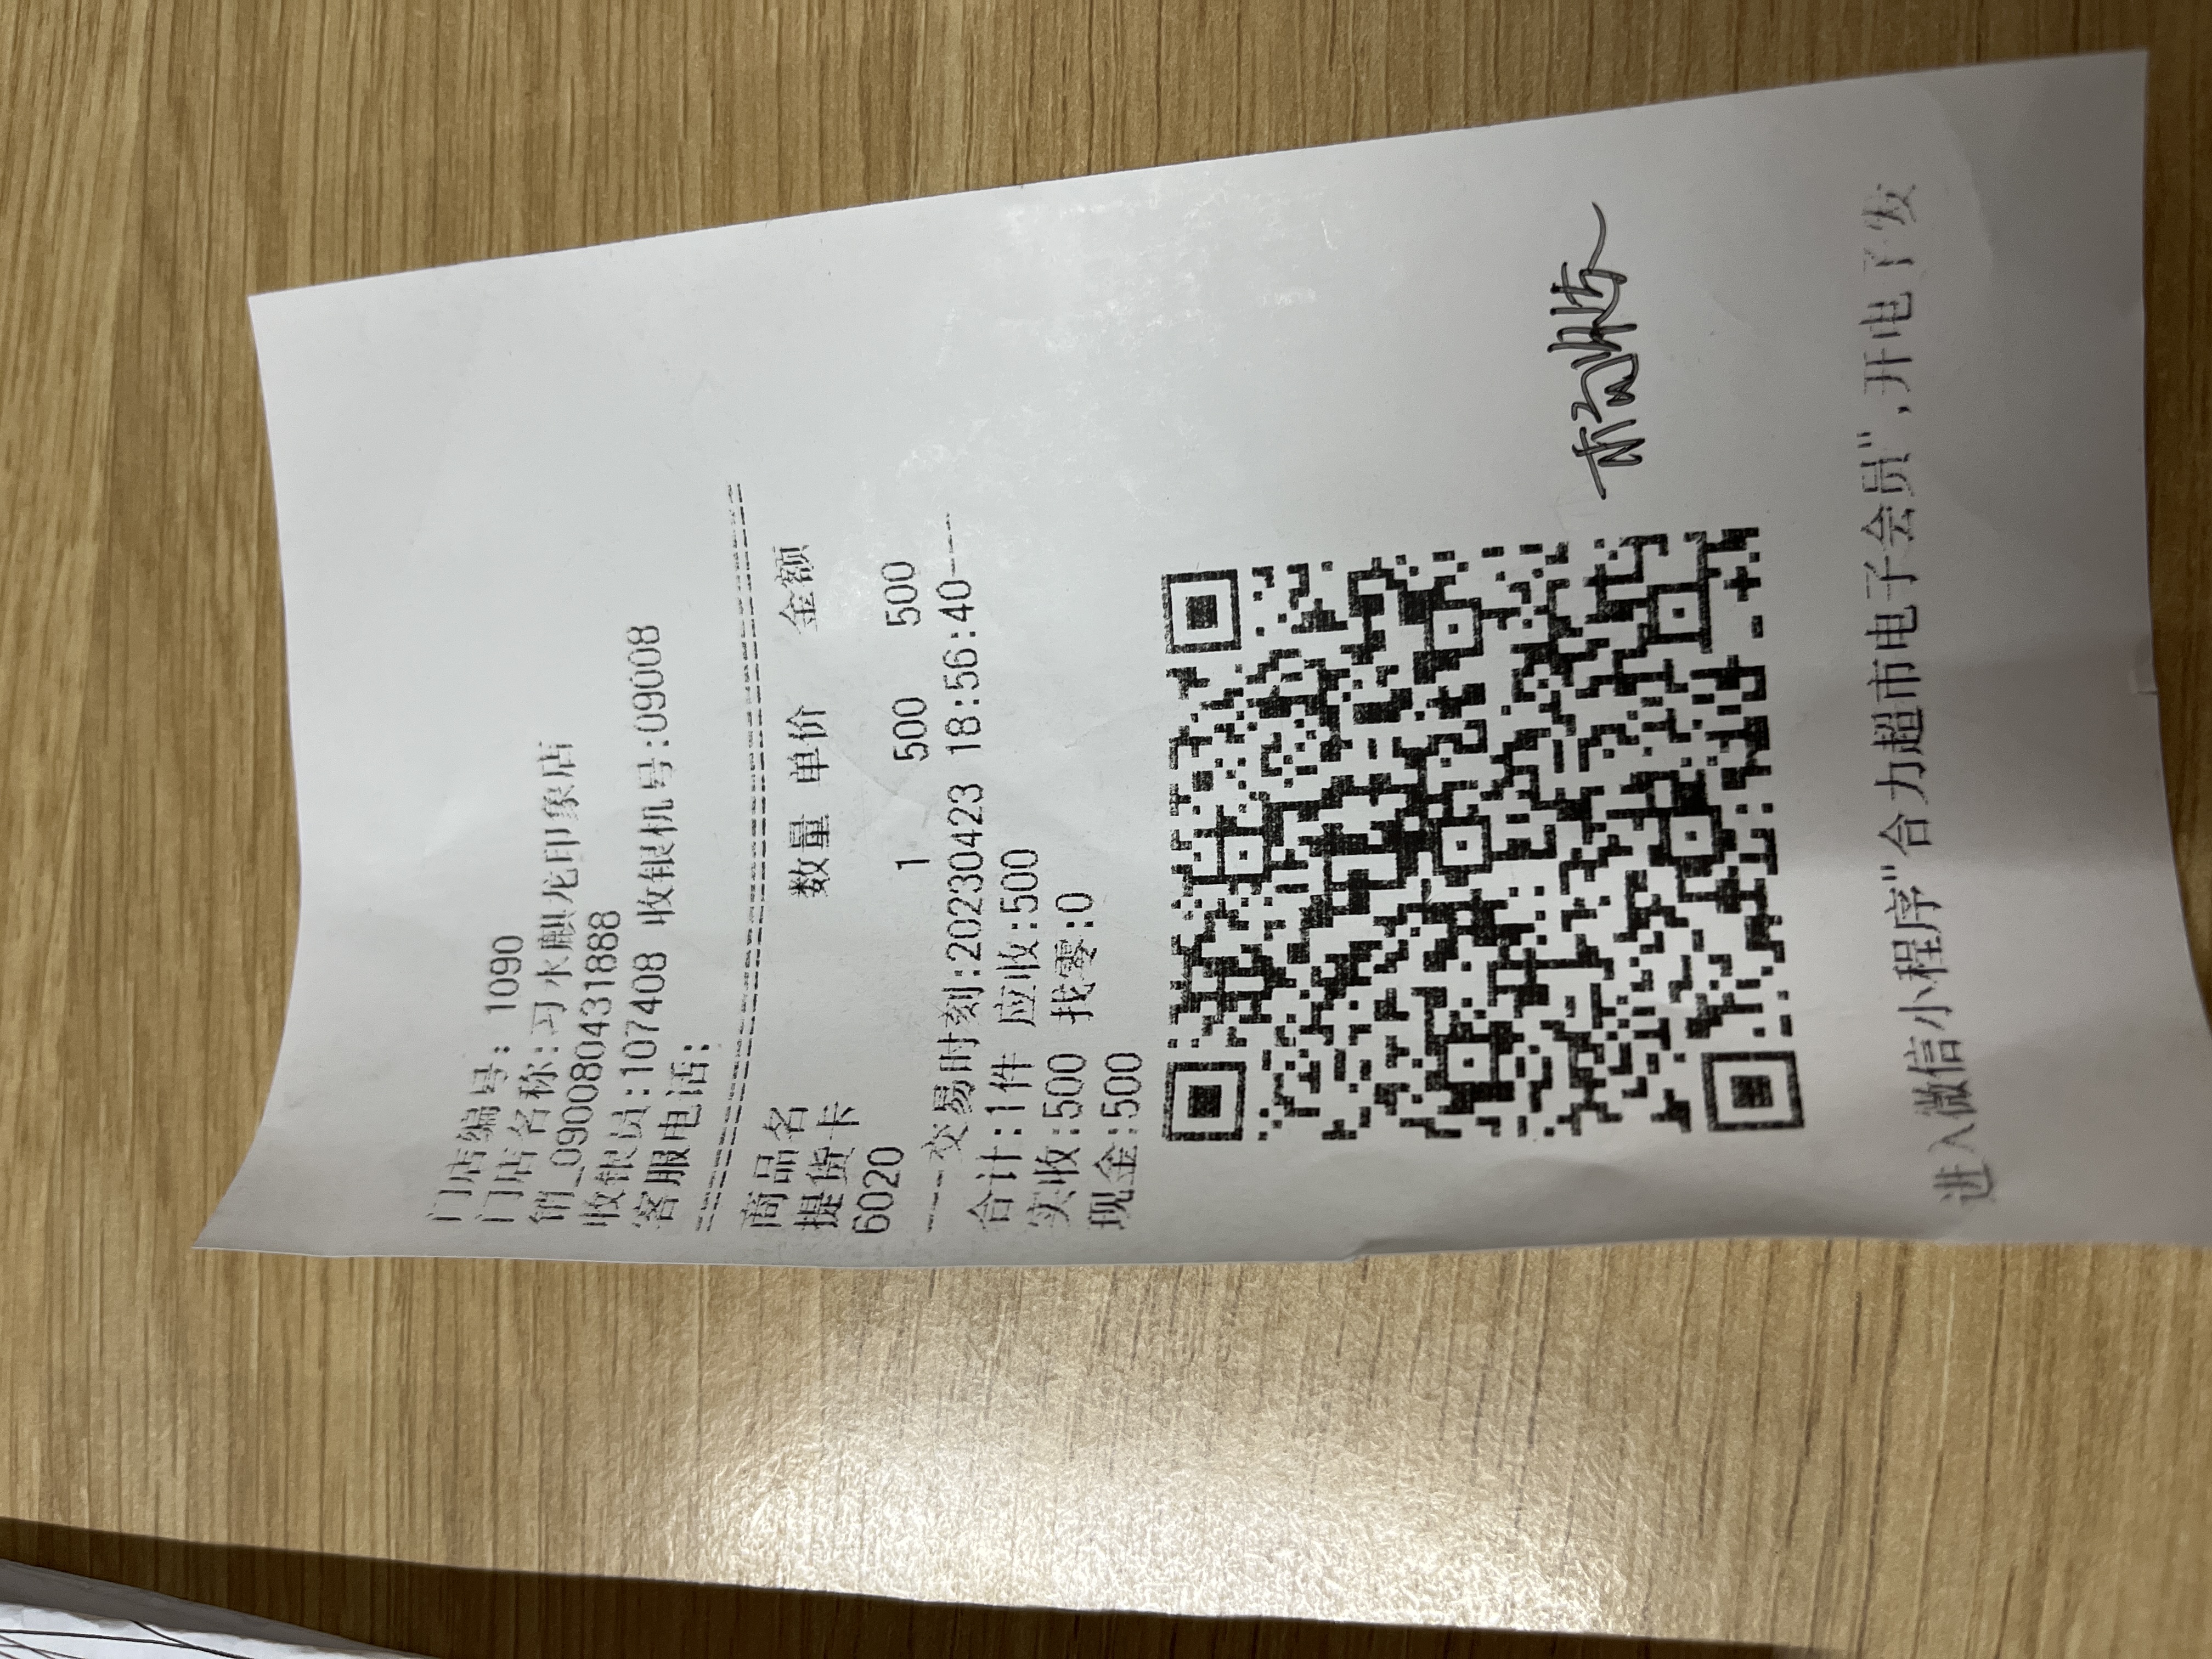 门店编号: 1090
门店名称:习水麒龙印象店
销_09008043​1888
收银员:107408 收银机号:09008
客服电话:
==============================
商品名 数量 单价 金额
提货卡
6020 1 500 500
---交易时刻:20230423 18:56:40---
合计:1件 应收:500
实收:500 找零:0
现金:500
进入微信小程序"合力超市电子会员",开电子发